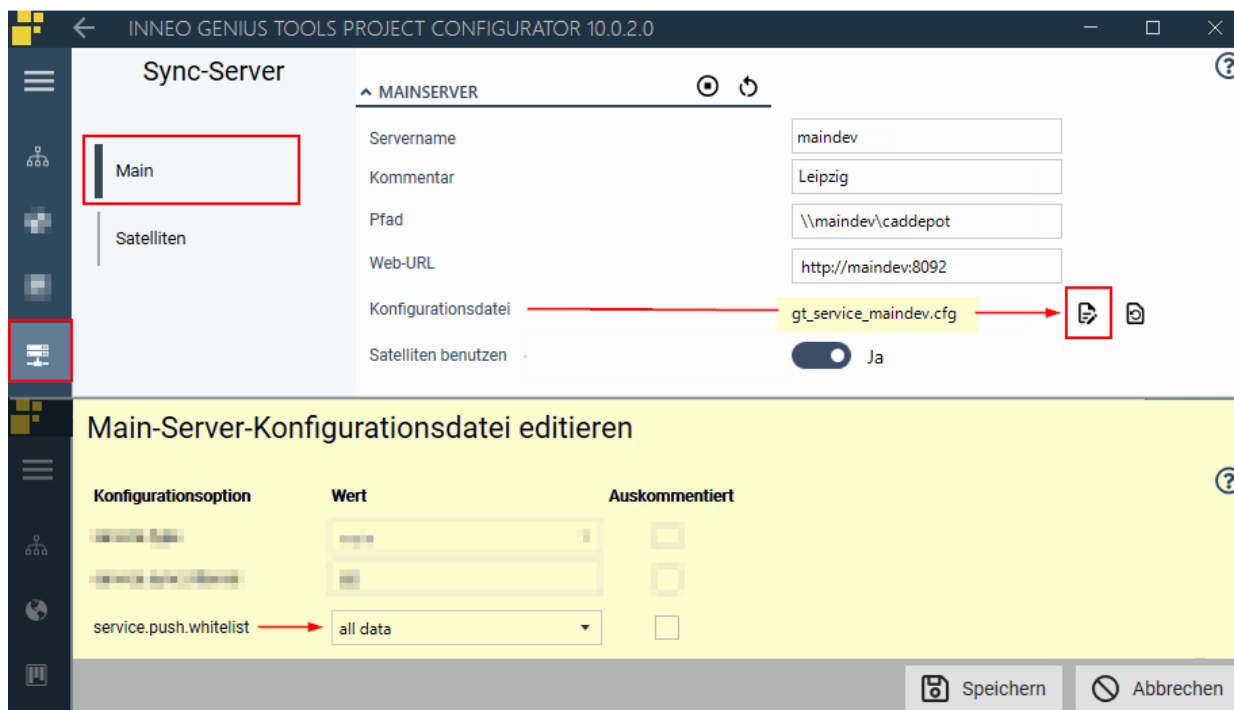 INNEO GENIUS TOOLS PROJECT CONFIGURATOR 10.0.2.0
Sync-Server
Main
Satelliten
MAINSERVER
Servername maindev
Kommentar Leipzig
Pfad \\maindev\caddepot
Web-URL http://maindev:8092
Konfigurationsdatei gt_service_maindev.cfg
Satelliten benutzen Ja
Main-Server-Konfigurationsdatei editieren
Konfigurationsoption Wert Auskommentiert
service.push.whitelist all data
Speichern Abbrechen